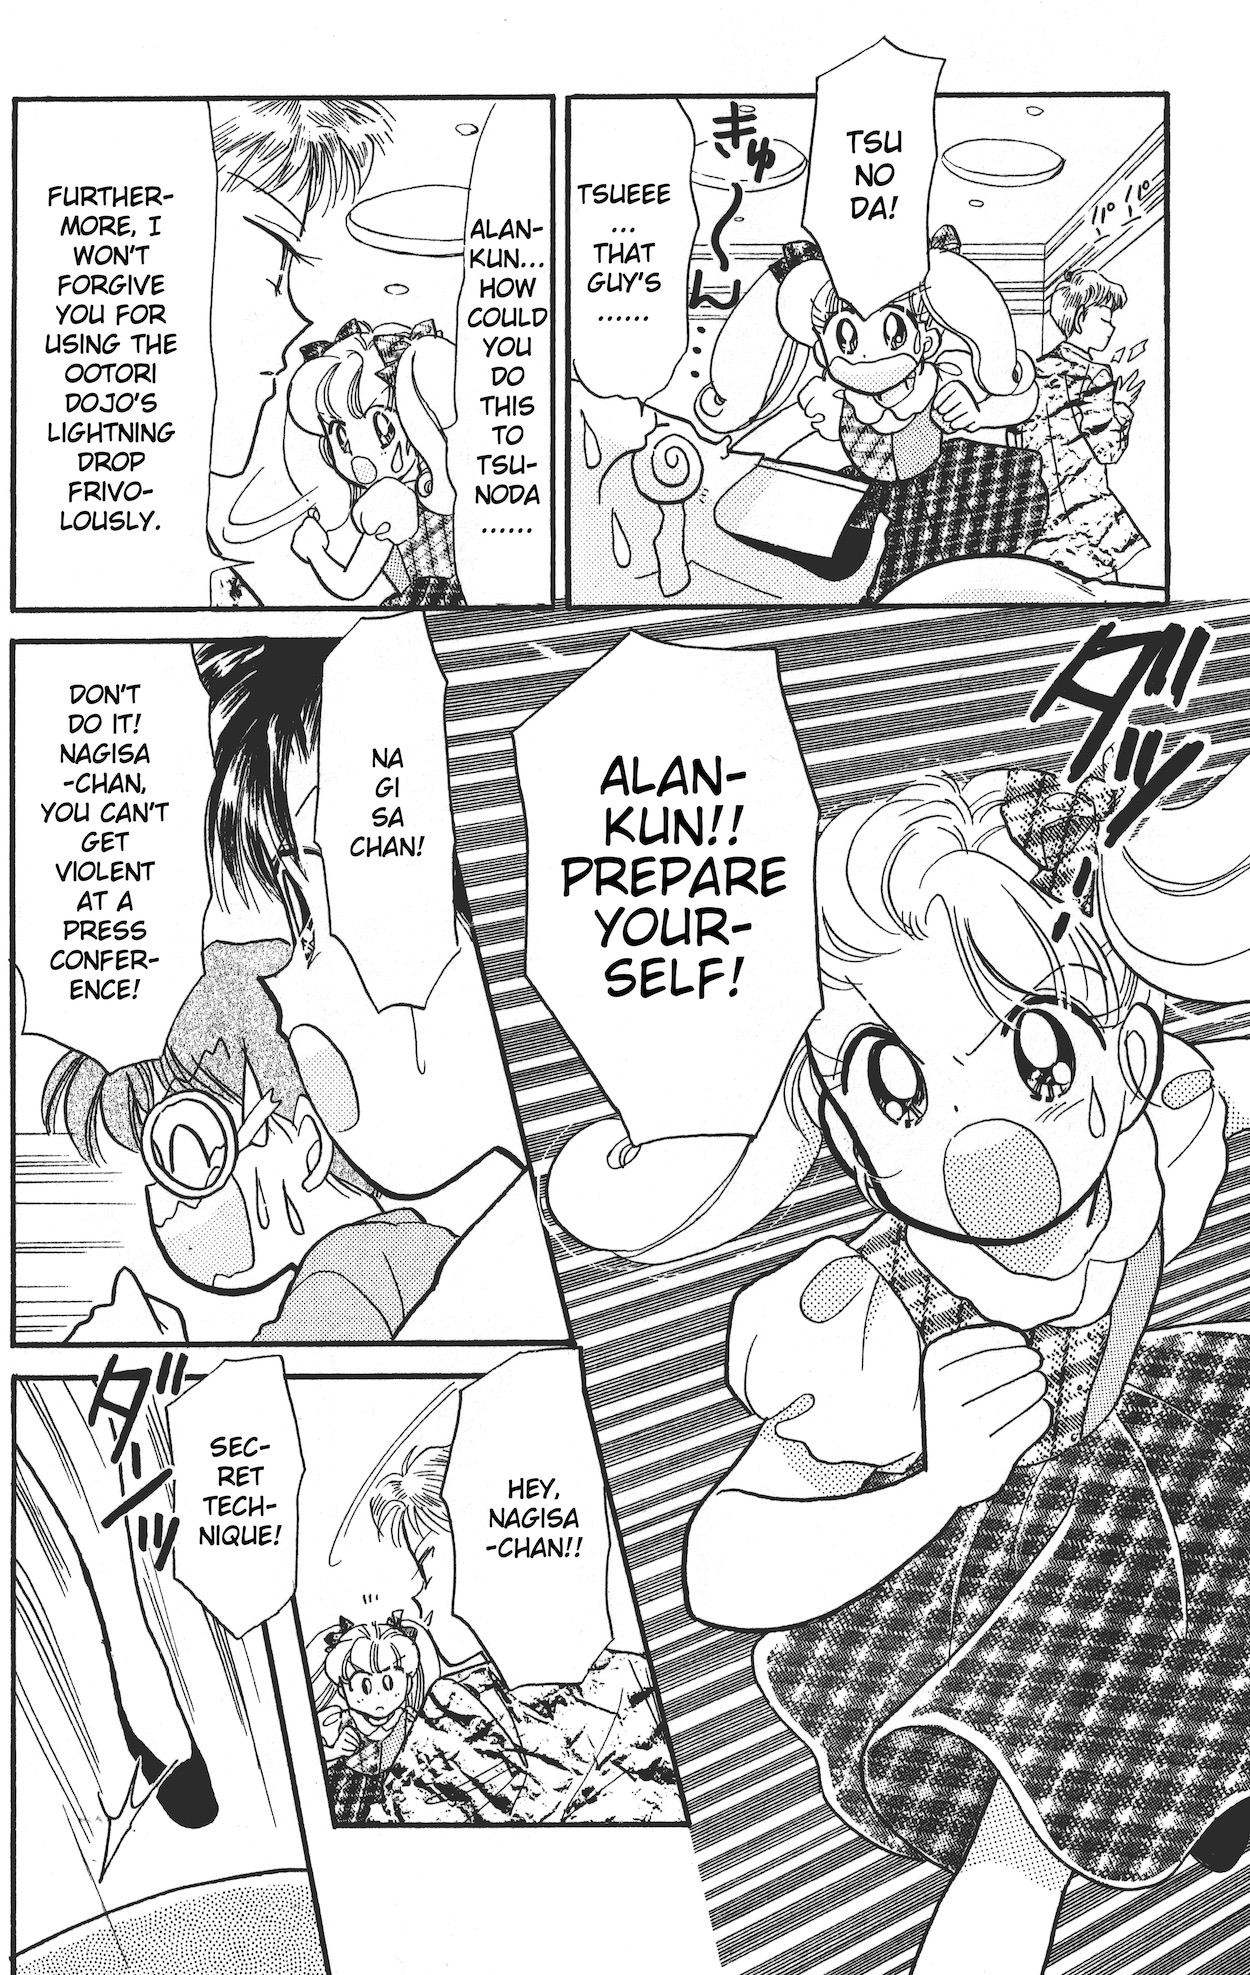 TSU
NO
DA!
きゅ〜〜ん
パパ
TSUEEE
...
THAT
GUY'S
......
ALAN-
KUN...
HOW
COULD
YOU
DO
THIS
TO
TSU-
NODA
......
FURTHER-
MORE, I
WON'T
FORGIVE
YOU FOR
USING THE
OOTORI
DOJO'S
LIGHTNING
DROP
FRIVO-
LOUSLY.
ダダッ
ALAN-
KUN!!
PREPARE
YOUR-
SELF!
NA
GI
SA
CHAN!
DON'T
DO IT!
NAGISA
-CHAN,
YOU CAN'T
GET
VIOLENT
AT A
PRESS
CONFER-
ENCE!
HEY,
NAGISA
-CHAN!!
SEC-
RET
TECH-
NIQUE!
ダンッ